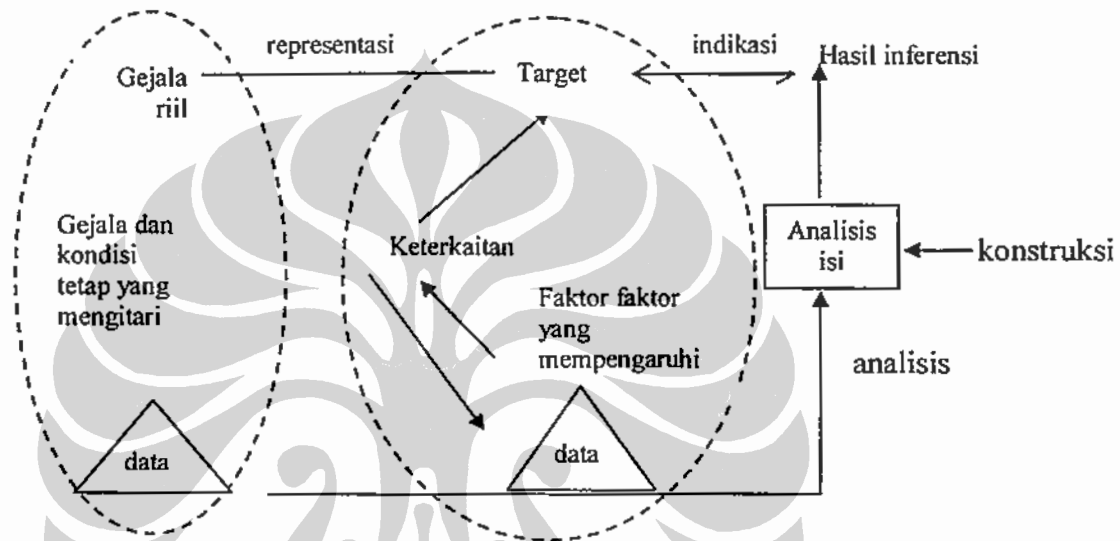 representasi
indikasi
Gejala
riil
Target
Hasil inferensi
Gejala dan
kondisi
tetap yang
mengitari
Keterkaitan
Analisis
isi
konstruksi
Faktor faktor
yang
mempengaruhi
analisis
data
data